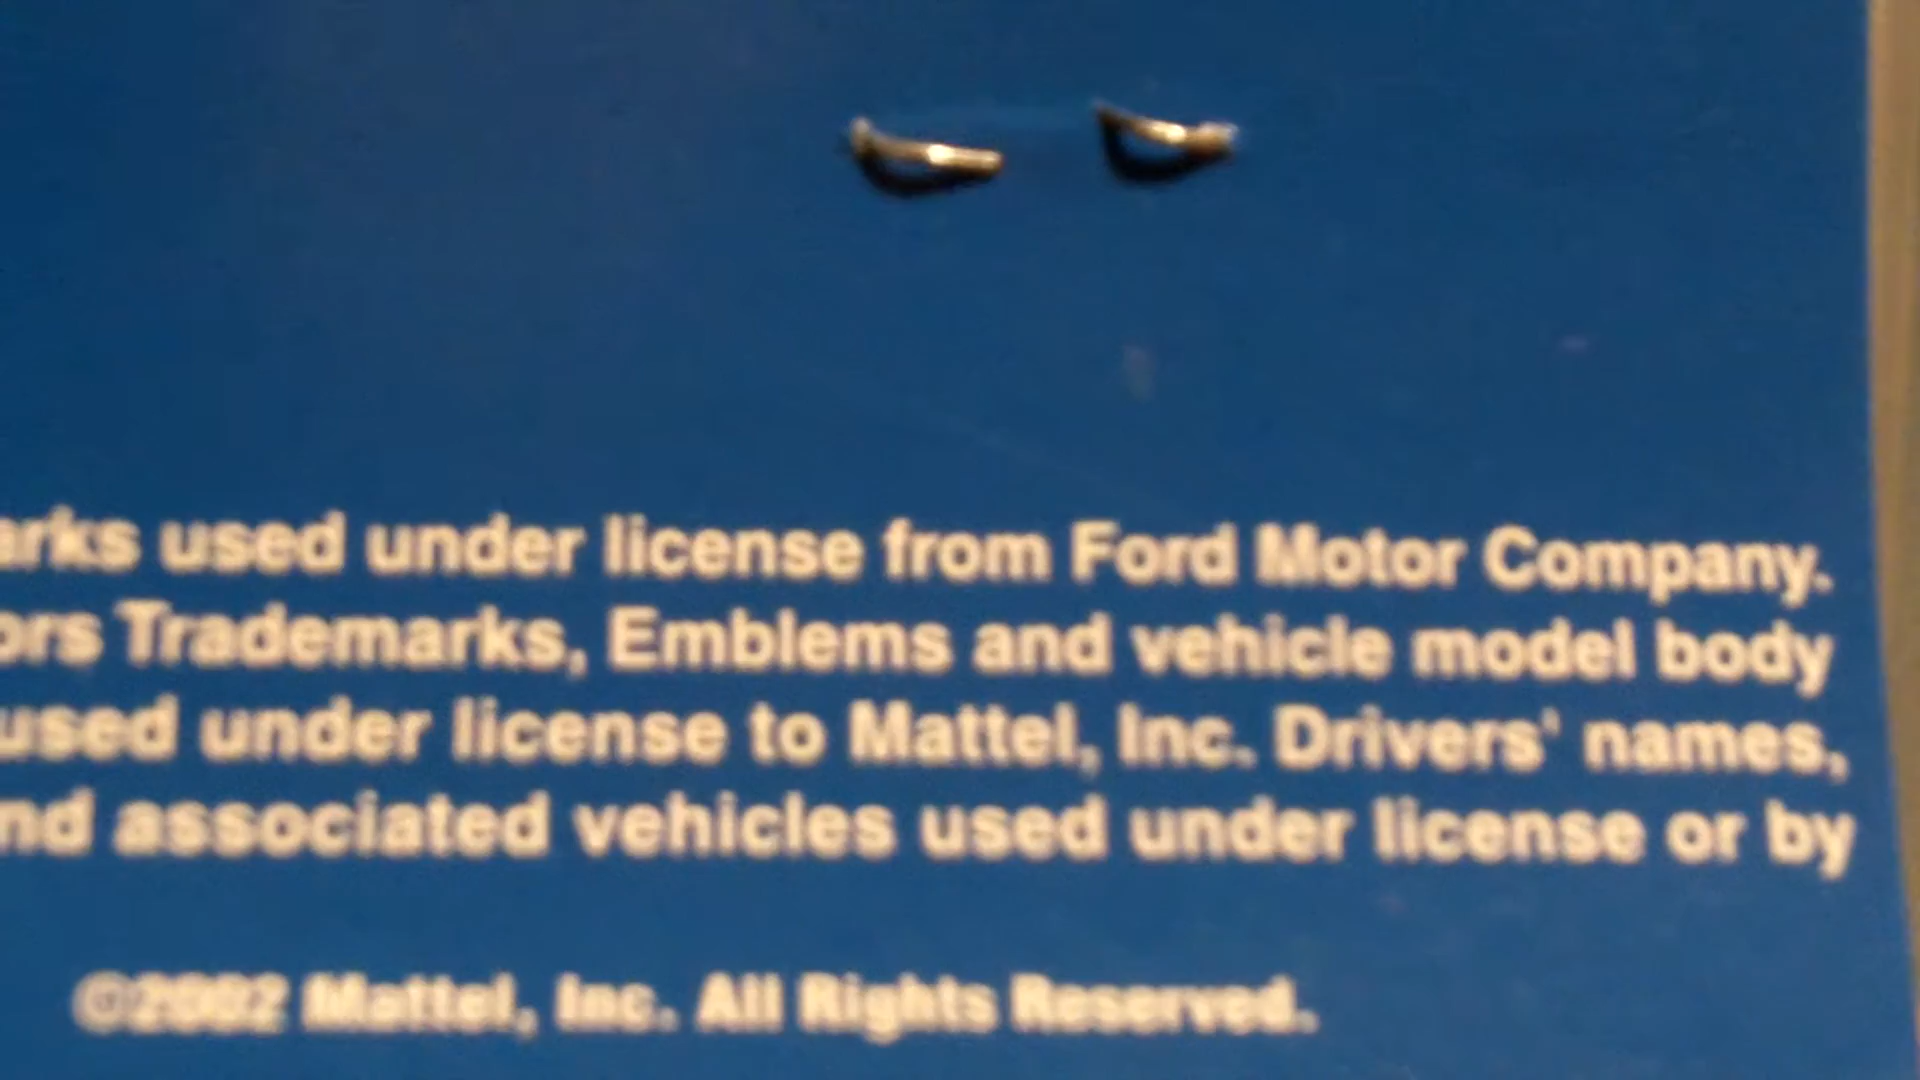 arks used under license from Ford Motor Company.
ors Trademarks, Emblems and vehicle model body
used under license to Mattel, Inc. Drivers' names,
nd associated vehicles used under license or by
©2002 Mattel, Inc. All Rights Reserved.